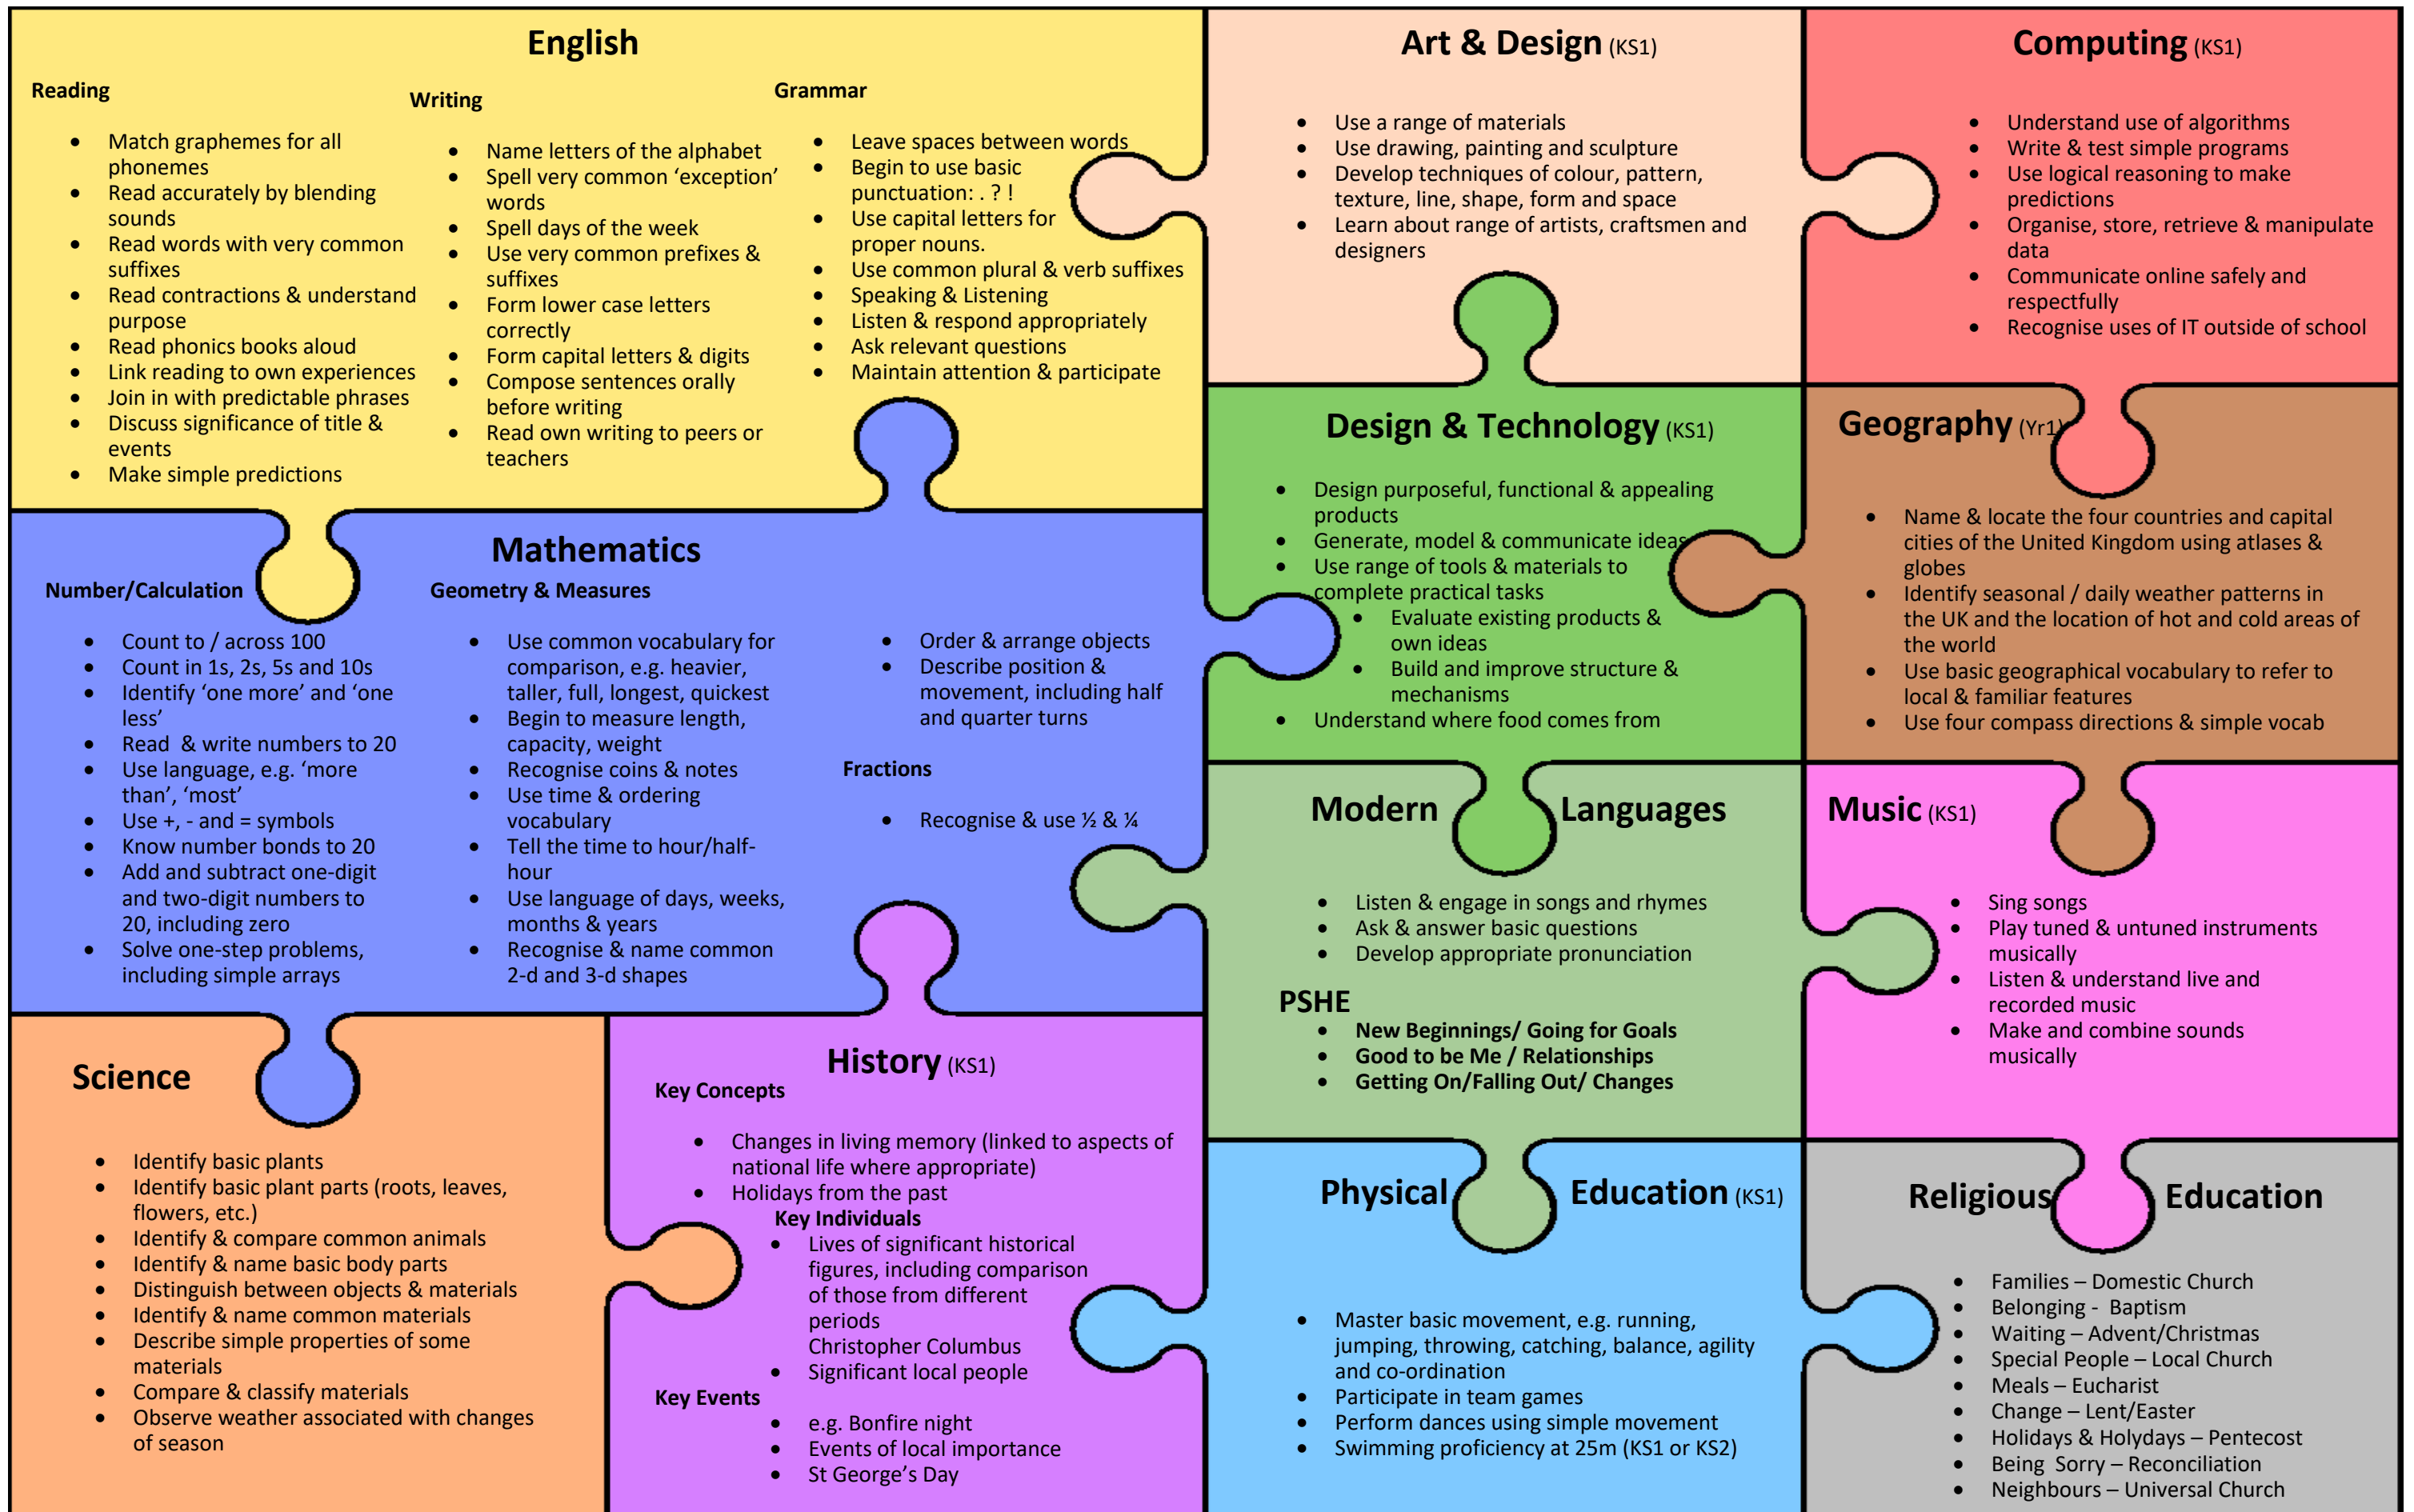 English
Reading
• Match graphemes for all
phonemes
• Read accurately by blending
sounds
• Read words with very common
suffixes
• Read contractions & understand
purpose
• Read phonics books aloud
• Link reading to own experiences
• Join in with predictable phrases
• Discuss significance of title &
events
• Make simple predictions
Writing
• Name letters of the alphabet
• Spell very common ‘exception’
words
• Spell days of the week
• Use very common prefixes &
suffixes
• Form lower case letters
correctly
• Form capital letters & digits
• Compose sentences orally
before writing
• Read own writing to peers or
teachers
Grammar
• Leave spaces between words
• Begin to use basic
punctuation: . ? !
• Use capital letters for
proper nouns.
• Use common plural & verb suffixes
• Speaking & Listening
• Listen & respond appropriately
• Ask relevant questions
• Maintain attention & participate
Art & Design (KS1)
• Use a range of materials
• Use drawing, painting and sculpture
• Develop techniques of colour, pattern,
texture, line, shape, form and space
• Learn about range of artists, craftsmen and
designers
Computing (KS1)
• Understand use of algorithms
• Write & test simple programs
• Use logical reasoning to make
predictions
• Organise, store, retrieve & manipulate
data
• Communicate online safely and
respectfully
• Recognise uses of IT outside of school
Mathematics
Number/Calculation
• Count to / across 100
• Count in 1s, 2s, 5s and 10s
• Identify ‘one more’ and ‘one
less’
• Read & write numbers to 20
• Use language, e.g. ‘more
than’, ‘most’
• Use +, - and = symbols
• Know number bonds to 20
• Add and subtract one-digit
and two-digit numbers to
20, including zero
• Solve one-step problems,
including simple arrays
Geometry & Measures
• Use common vocabulary for
comparison, e.g. heavier,
taller, full, longest, quickest
• Begin to measure length,
capacity, weight
• Recognise coins & notes
• Use time & ordering
vocabulary
• Tell the time to hour/half-
hour
• Use language of days, weeks,
months & years
• Recognise & name common
2-d and 3-d shapes
• Order & arrange objects
• Describe position &
movement, including half
and quarter turns
Fractions
• Recognise & use ½ & ¼
Design & Technology (KS1)
• Design purposeful, functional & appealing
products
• Generate, model & communicate ideas
• Use range of tools & materials to
complete practical tasks
• Evaluate existing products &
own ideas
• Build and improve structure &
mechanisms
• Understand where food comes from
Geography (Yr1)
• Name & locate the four countries and capital
cities of the United Kingdom using atlases &
globes
• Identify seasonal / daily weather patterns in
the UK and the location of hot and cold areas of
the world
• Use basic geographical vocabulary to refer to
local & familiar features
• Use four compass directions & simple vocab
Modern Languages
• Listen & engage in songs and rhymes
• Ask & answer basic questions
• Develop appropriate pronunciation
PSHE
• New Beginnings/ Going for Goals
• Good to be Me / Relationships
• Getting On/Falling Out/ Changes
Music (KS1)
• Sing songs
• Play tuned & untuned instruments
musically
• Listen & understand live and
recorded music
• Make and combine sounds
musically
Science
• Identify basic plants
• Identify basic plant parts (roots, leaves,
flowers, etc.)
• Identify & compare common animals
• Identify & name basic body parts
• Distinguish between objects & materials
• Identify & name common materials
• Describe simple properties of some
materials
• Compare & classify materials
• Observe weather associated with changes
of season
History (KS1)
Key Concepts
• Changes in living memory (linked to aspects of
national life where appropriate)
• Holidays from the past
Key Individuals
• Lives of significant historical
figures, including comparison
of those from different
periods
Christopher Columbus
• Significant local people
Key Events
• e.g. Bonfire night
• Events of local importance
• St George’s Day
Physical Education (KS1)
• Master basic movement, e.g. running,
jumping, throwing, catching, balance, agility
and co-ordination
• Participate in team games
• Perform dances using simple movement
• Swimming proficiency at 25m (KS1 or KS2)
Religious Education
• Families – Domestic Church
• Belonging - Baptism
• Waiting – Advent/Christmas
• Special People – Local Church
• Meals – Eucharist
• Change – Lent/Easter
• Holidays & Holydays – Pentecost
• Being Sorry – Reconciliation
• Neighbours – Universal Church